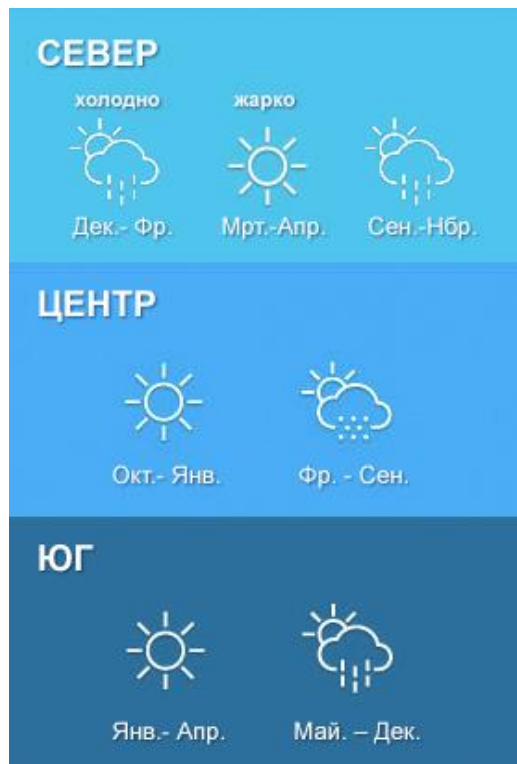 СЕВЕР
холодно жарко
Дек.- Фр. Мрт.-Апр. Сен.-Нбр.
ЦЕНТР
Окт.- Янв. Фр. - Сен.
ЮГ
Янв.- Апр. Май. – Дек.